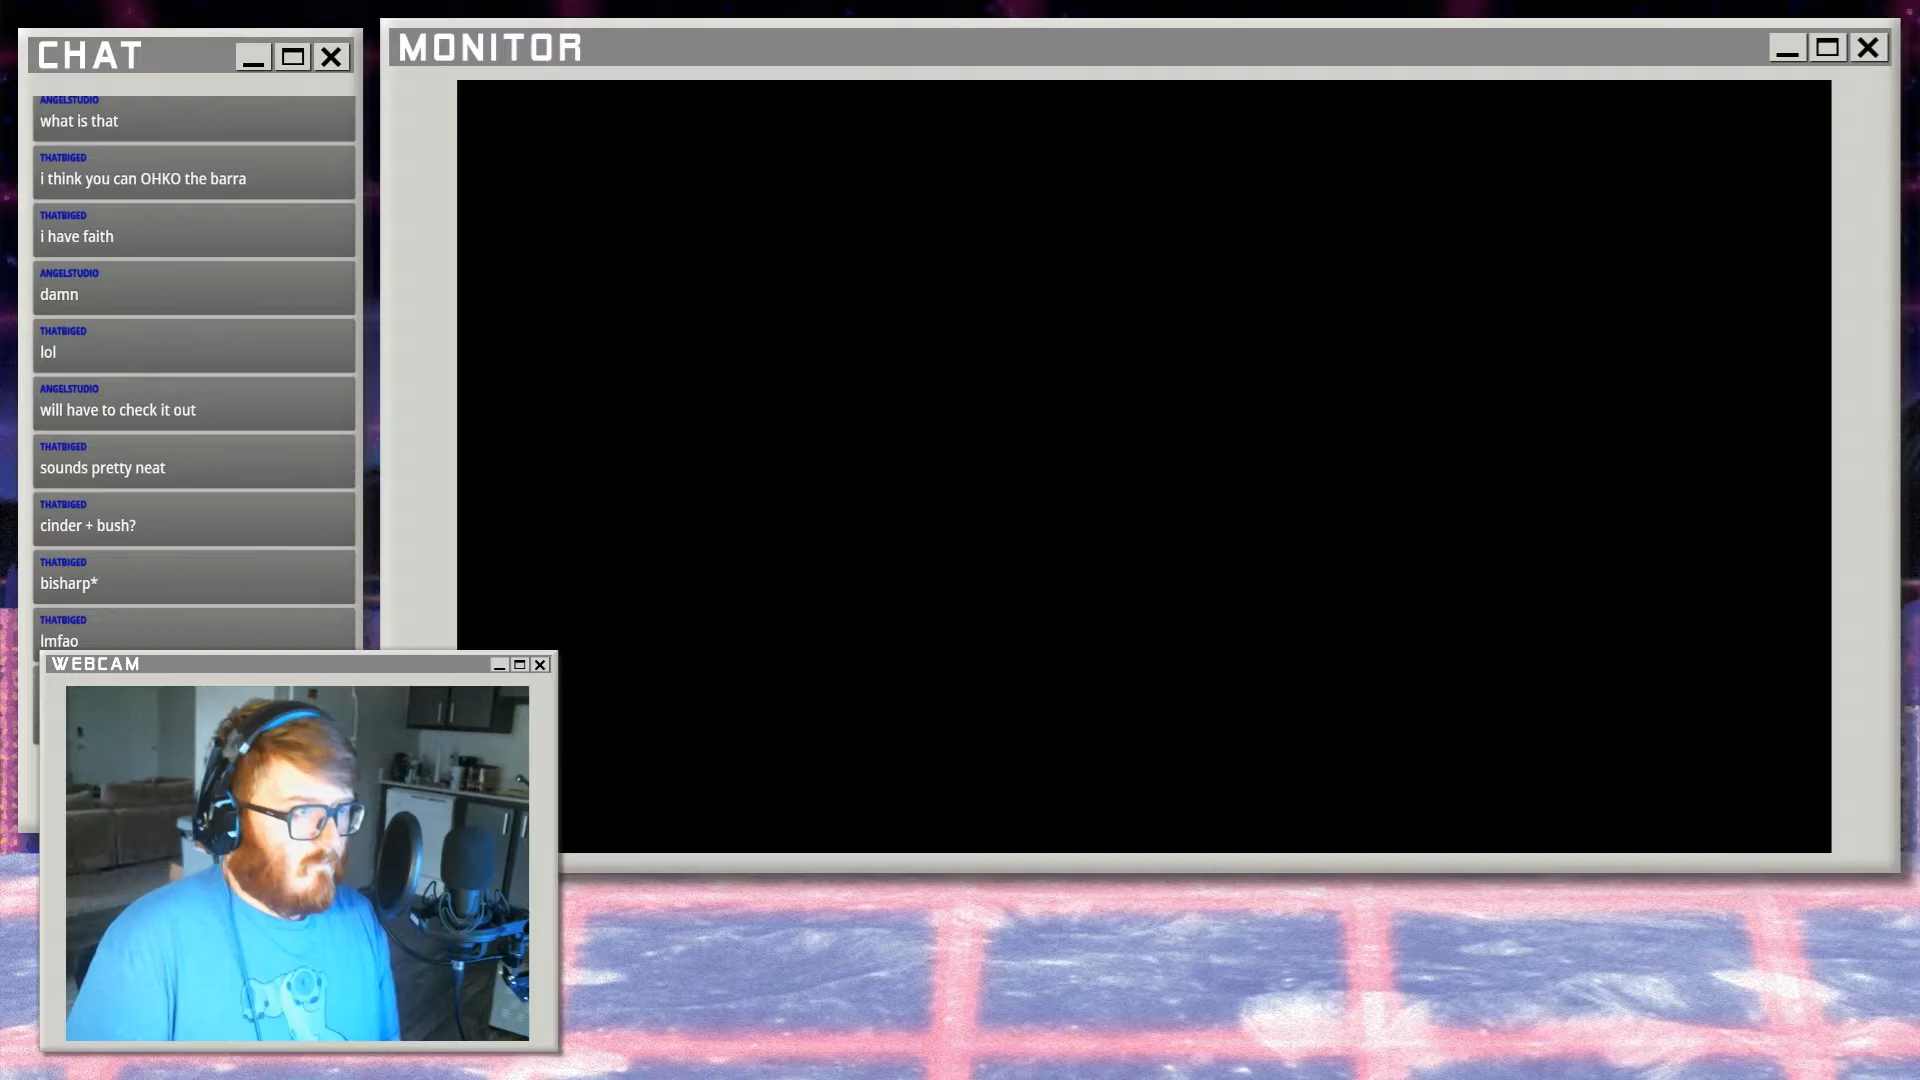 CHAT
ANGELSTUDIO
what is that
THATBIGED
i think you can OHKO the barra
THATBIGED
i have faith
ANGELSTUDIO
damn
THATBIGED
lol
ANGELSTUDIO
will have to check it out
THATBIGED
sounds pretty neat
THATBIGED
cinder + bush?
THATBIGED
bisharp*
THATBIGED
lmfao
WEBCAM
MONITOR